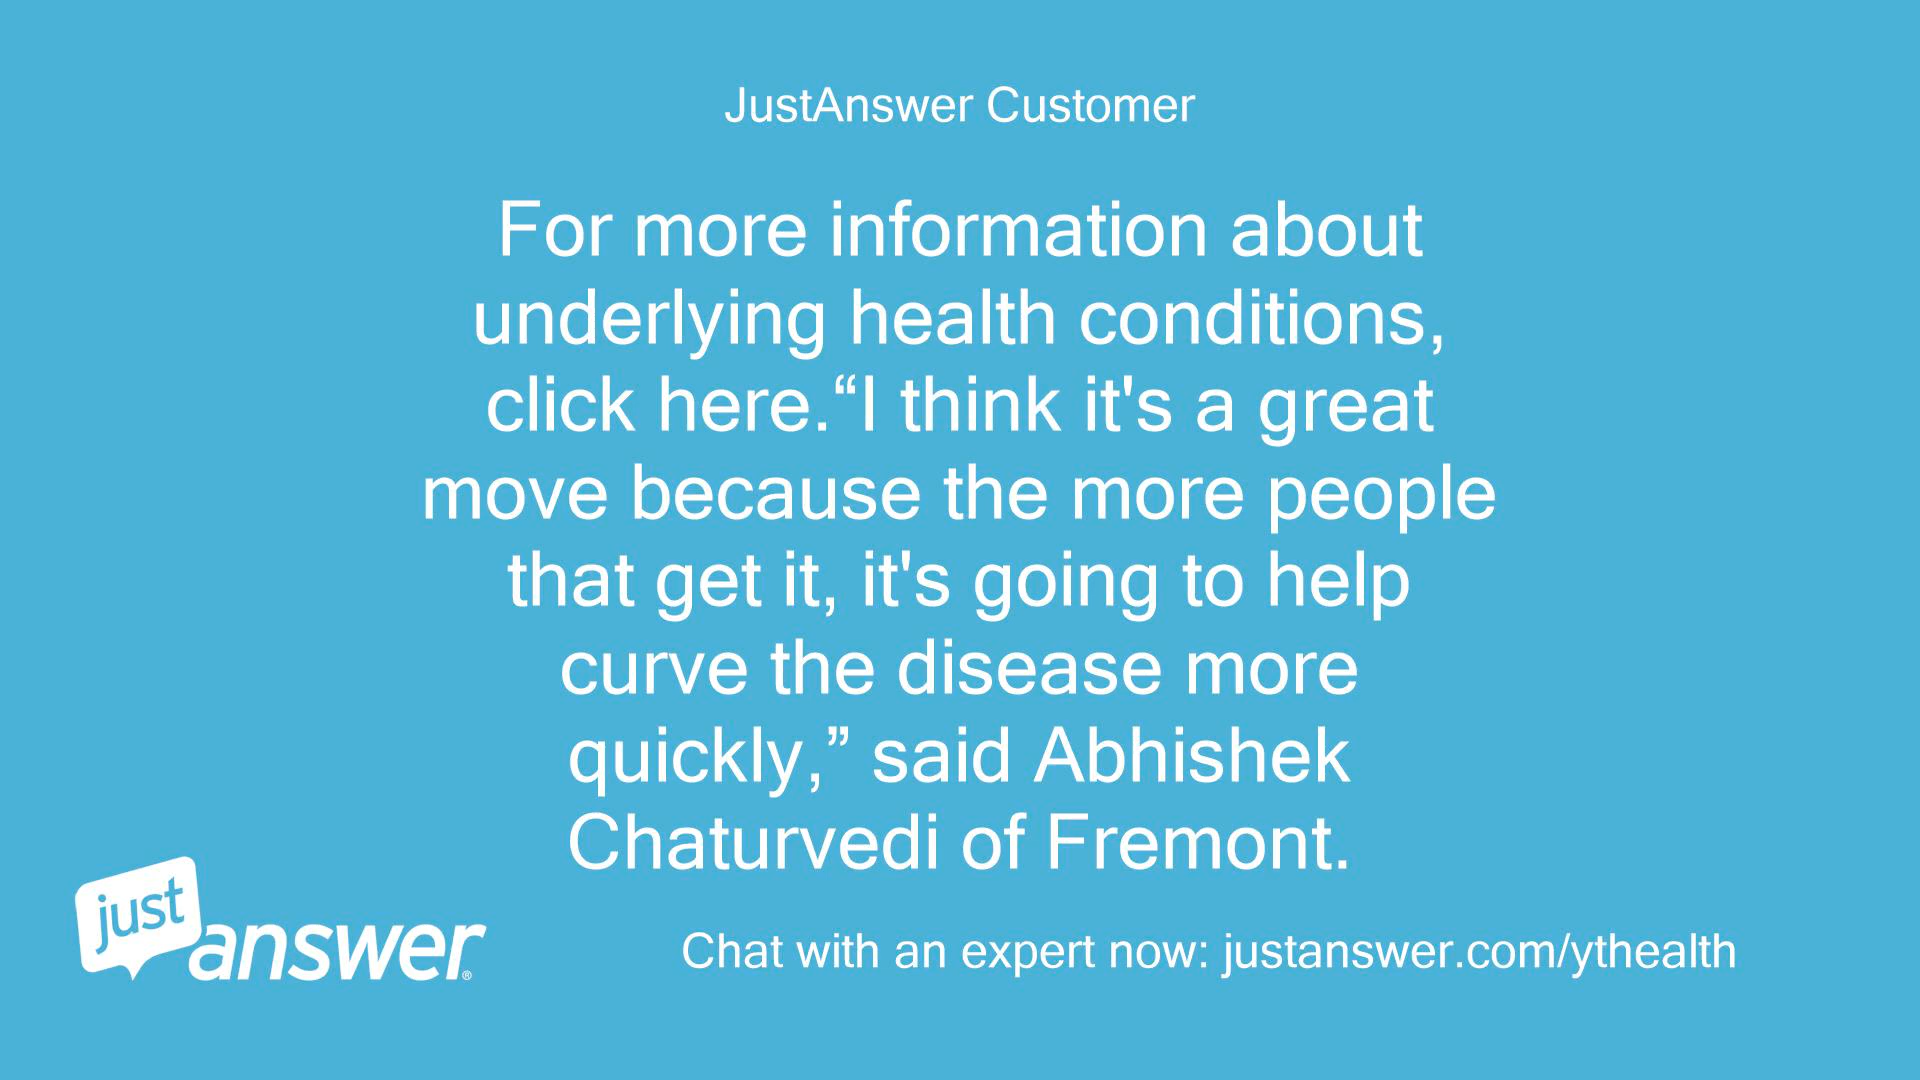 JustAnswer Customer
For more information about
underlying health conditions,
click here.“I think it's a great
move because the more people
that get it, it's going to help
curve the disease more
quickly,” said Abhishek
Chaturvedi of Fremont.
just
answer®
Chat with an expert now: justanswer.com/ythealth